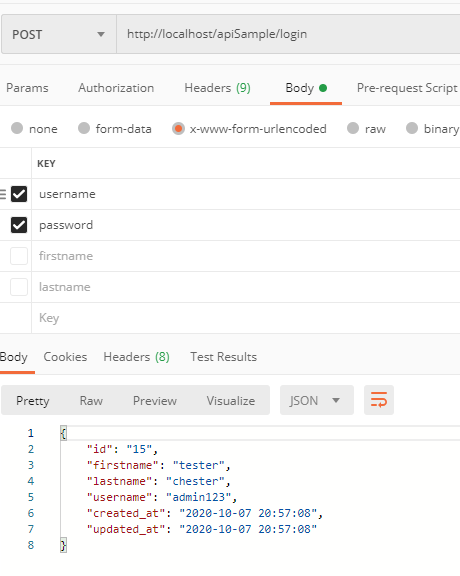 POST http://localhost/apiSample/login
Params Authorization Headers (9) Body Pre-request Script
none form-data x-www-form-urlencoded raw binary
KEY
username
password
firstname
lastname
Key
Body Cookies Headers (8) Test Results
Pretty Raw Preview Visualize JSON
1 {
2 "id": "15",
3 "firstname": "tester",
4 "lastname": "chester",
5 "username": "admin123",
6 "created_at": "2020-10-07 20:57:08",
7 "updated_at": "2020-10-07 20:57:08"
8 }